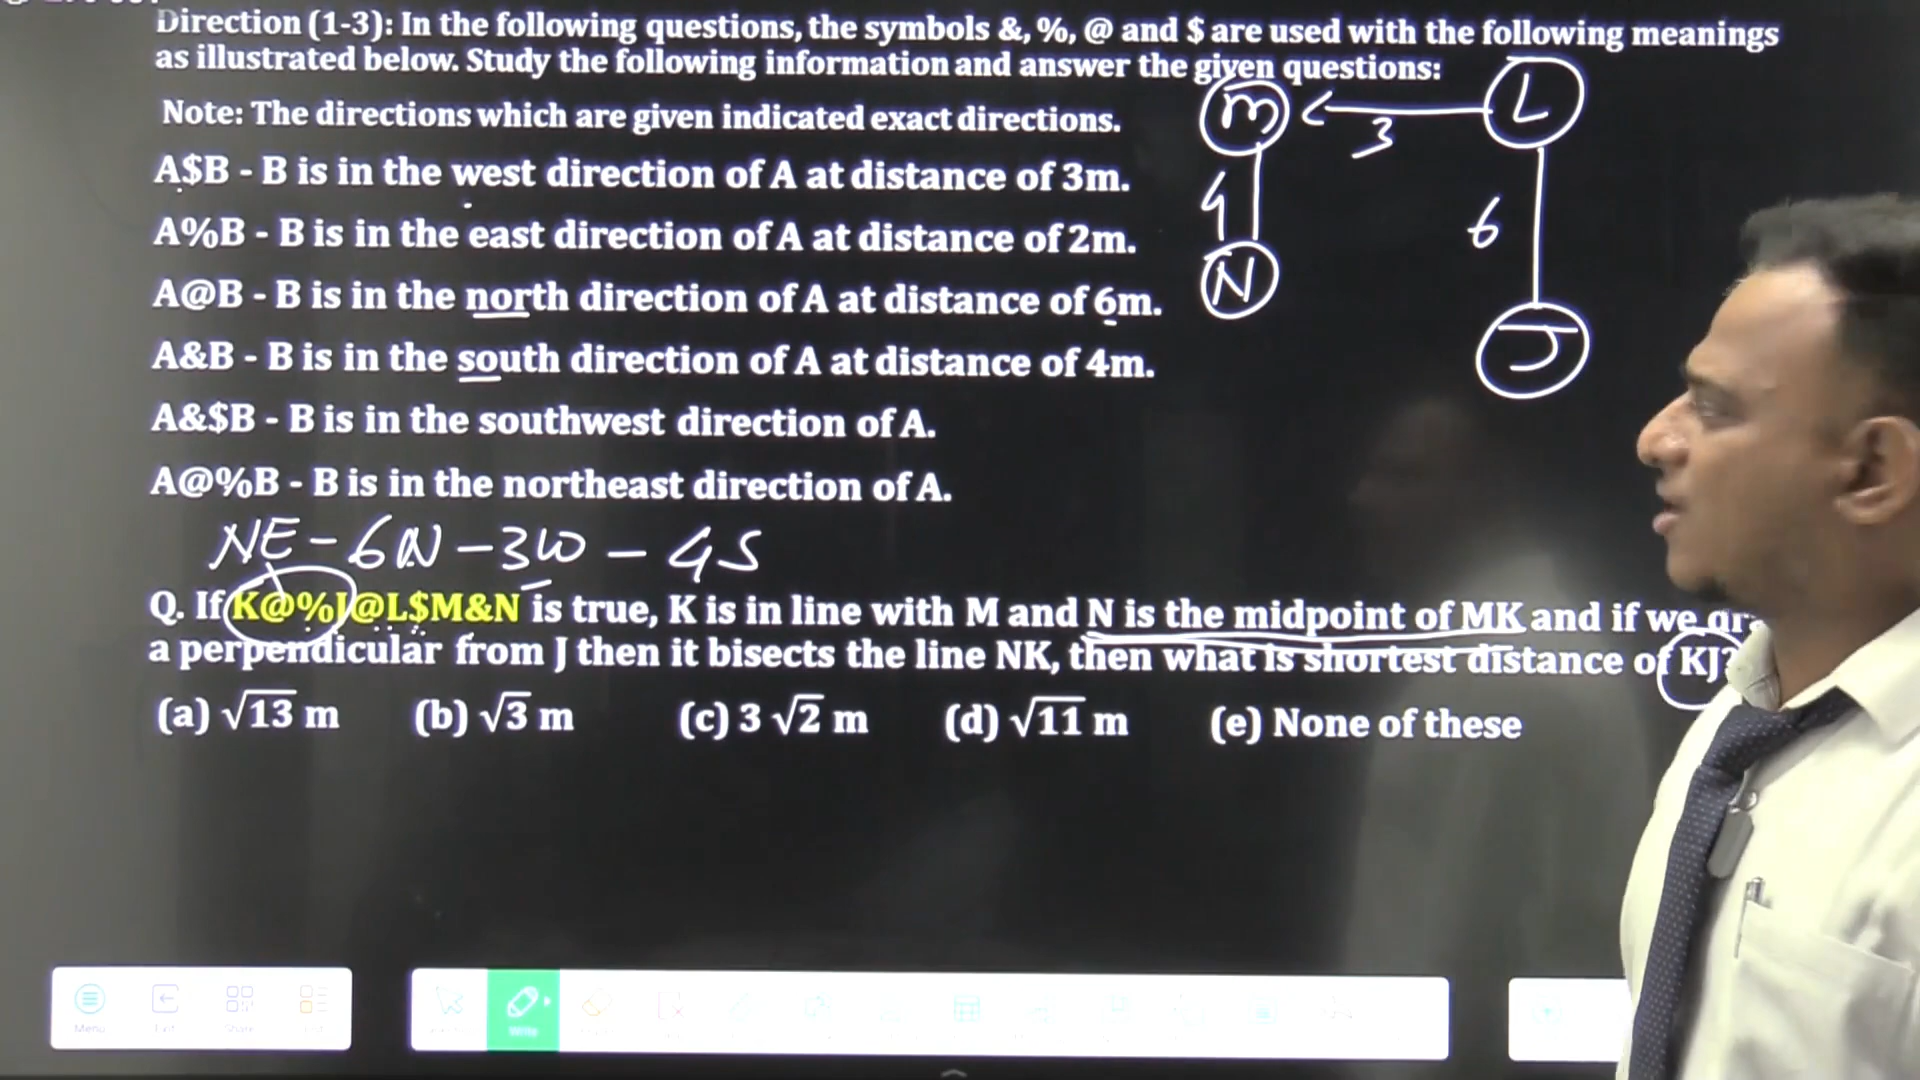 Direction (1-3): In the following questions, the symbols &, %, @ and $ are used with the following meanings
as illustrated below. Study the following information and answer the given questions:
Note: The directions which are given indicated exact directions.
A$B - B is in the west direction of A at distance of 3m.
A%B - B is in the east direction of A at distance of 2m.
A@B - B is in the north direction of A at distance of 6m.
A&B - B is in the south direction of A at distance of 4m.
A&$B - B is in the southwest direction of A.
A@%B - B is in the northeast direction of A.
M 3 L
4 6
N J
NE - 6N - 3W - 4S
Q. If K@%J@L$M&N is true, K is in line with M and N is the midpoint of MK and if we
a perpendicular from J then it bisects the line NK, then what is shortest distance of KJ?
(a) √13 m (b) √3 m (c) 3 √2 m (d) √11 m (e) None of these
Menu Share Write